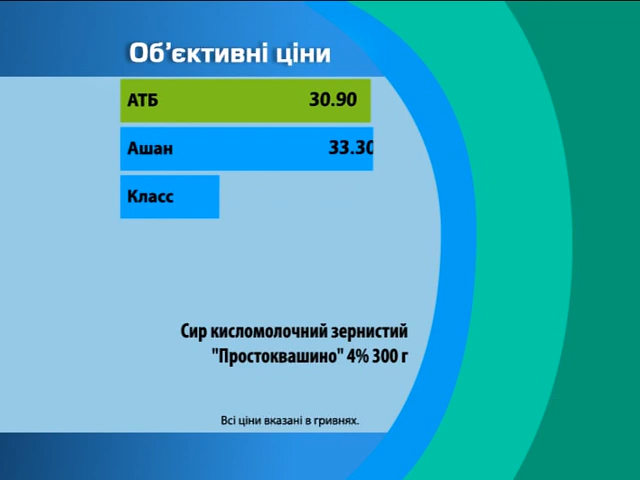 Об’єктивні ціни
АТБ 30.90
Ашан 33.30
Класс
Сир кисломолочний зернистий
"Простоквашино" 4% 300 г
Всі ціни вказані в гривнях.